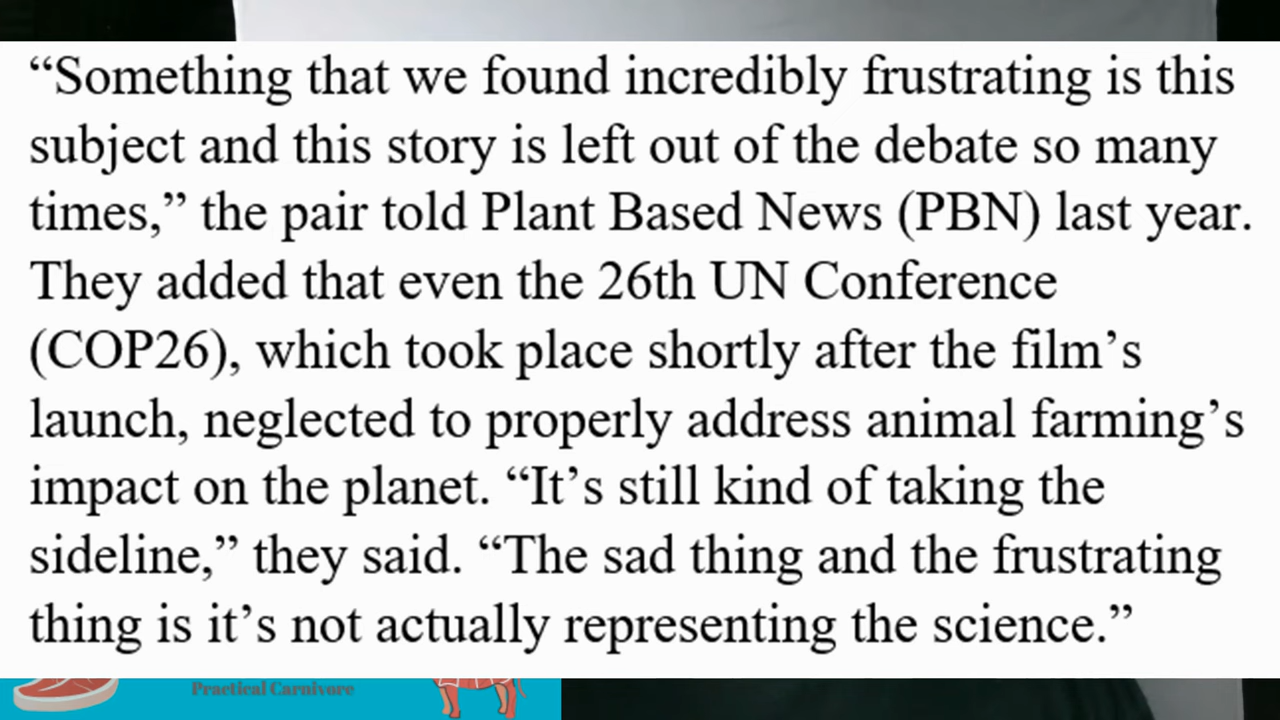 “Something that we found incredibly frustrating is this
subject and this story is left out of the debate so many
times,” the pair told Plant Based News (PBN) last year.
They added that even the 26th UN Conference
(COP26), which took place shortly after the film’s
launch, neglected to properly address animal farming’s
impact on the planet. “It’s still kind of taking the
sideline,” they said. “The sad thing and the frustrating
thing is it’s not actually representing the science.”
Practical Carnivore